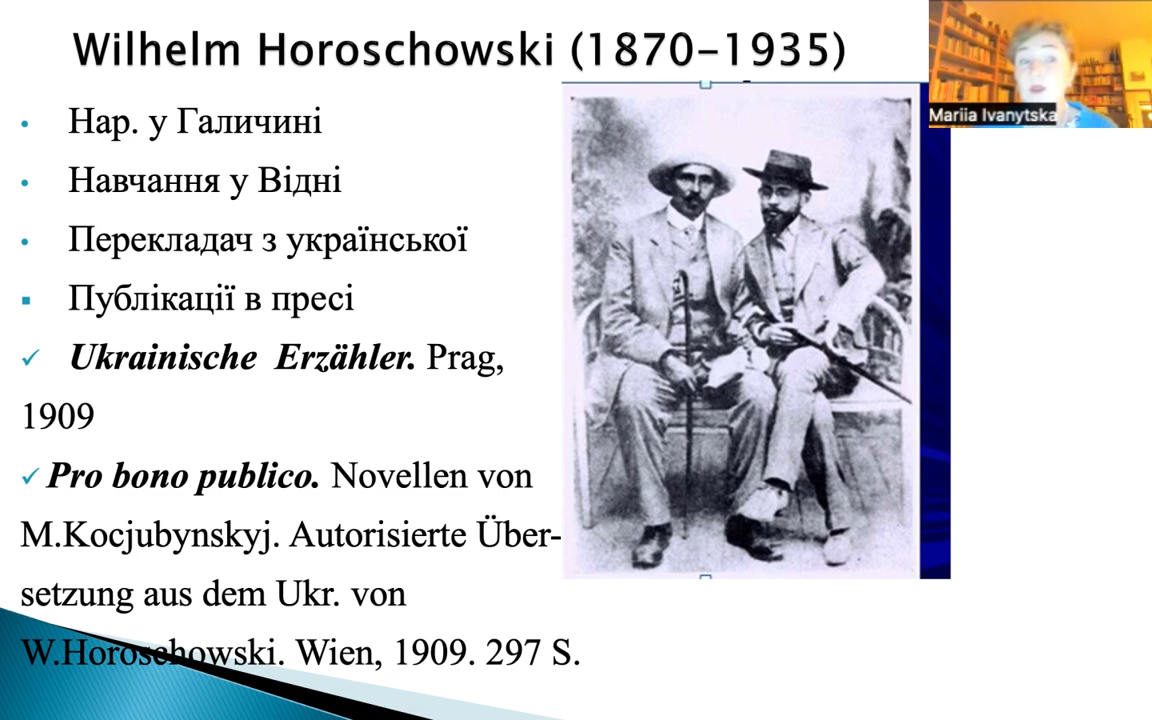 Wilhelm Horoschowski (1870–1935)
Mariia Ivanytska
• Нар. у Галичині
• Навчання у Відні
• Перекладач з української
▪ Публікації в пресі
✓ Ukrainische Erzähler. Prag,
1909
✓ Pro bono publico. Novellen von
M.Kocjubynskyj. Autorisierte Über-
setzung aus dem Ukr. von
W.Horoschowski. Wien, 1909. 297 S.